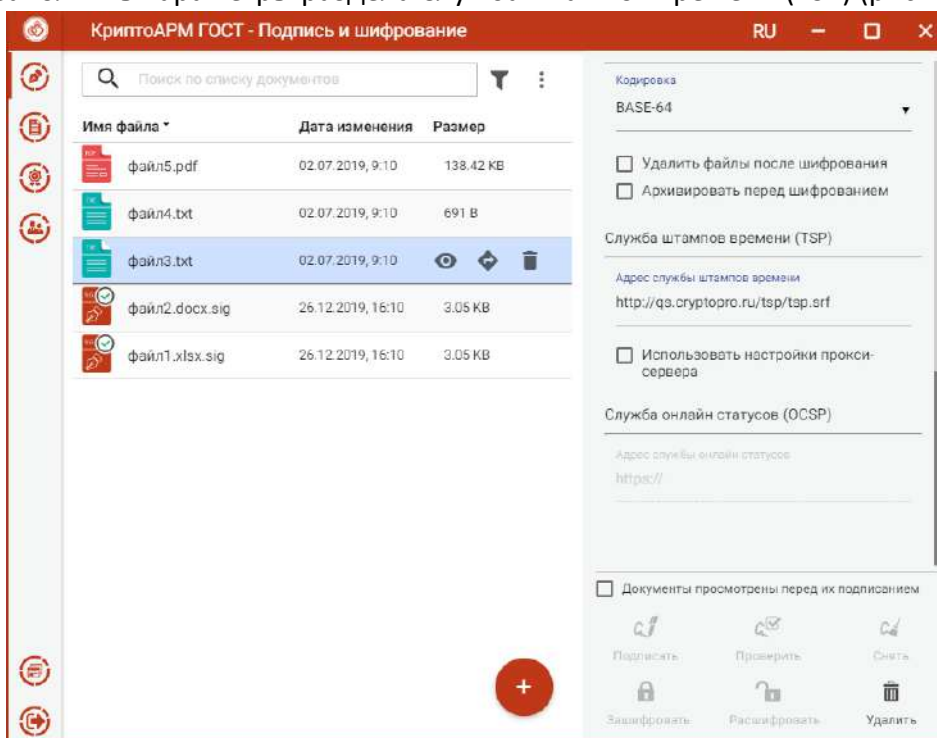 КриптоАРМ ГОСТ - Подпись и шифрование
RU
Поиск по списку документов
Имя файла
Дата изменения
Размер
файл5.pdf
02.07.2019, 9:10
138.42 KB
файл4.txt
02.07.2019, 9:10
691 B
файл3.txt
02.07.2019, 9:10
файл2.docx.sig
26.12.2019, 16:10
3.05 KB
файл1.xlsx.sig
26.12.2019, 16:10
3.05 KB
Кодировка
BASE-64
Удалить файлы после шифрования
Архивировать перед шифрованием
Служба штампов времени (TSP)
Адрес службы штампов времени
http://qs.cryptopro.ru/tsp/tsp.srf
Использовать настройки прокси-
сервера
Служба онлайн статусов (OCSP)
Адрес службы онлайн статусов
https://
Документы просмотрены перед их подписанием
Подписать
Проверить
Снять
Зашифровать
Расшифровать
Удалить